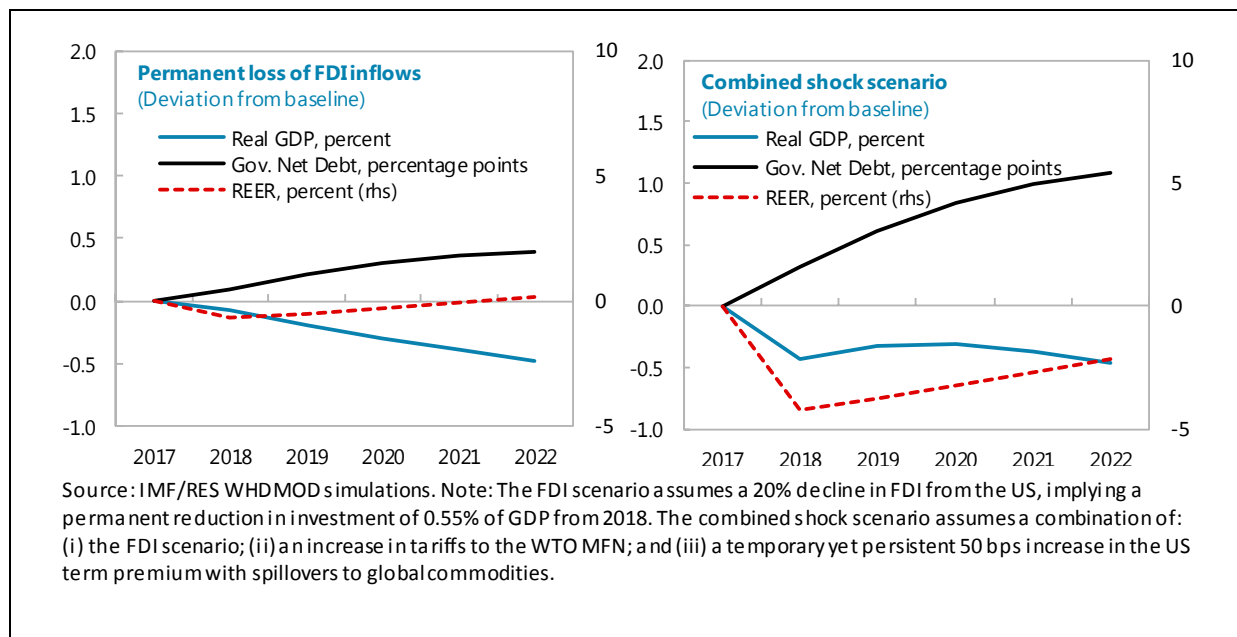 Permanent loss of FDI inflows
(Deviation from baseline)
Real GDP, percent
Gov. Net Debt, percentage points
REER, percent (rhs)
2.0
1.5
1.0
0.5
0.0
-0.5
-1.0
10
5
0
-5
2017 2018 2019 2020 2021 2022
Combined shock scenario
(Deviation from baseline)
Real GDP, percent
Gov. Net Debt, percentage points
REER, percent (rhs)
2.0
1.5
1.0
0.5
0.0
-0.5
-1.0
10
5
0
-5
2017 2018 2019 2020 2021 2022
Source: IMF/RES WHDMOD simulations. Note: The FDI scenario assumes a 20% decline in FDI from the US, implying a
permanent reduction in investment of 0.55% of GDP from 2018. The combined shock scenario assumes a combination of:
(i) the FDI scenario; (ii) an increase in tariffs to the WTO MFN; and (iii) a temporary yet persistent 50 bps increase in the US
term premium with spillovers to global commodities.